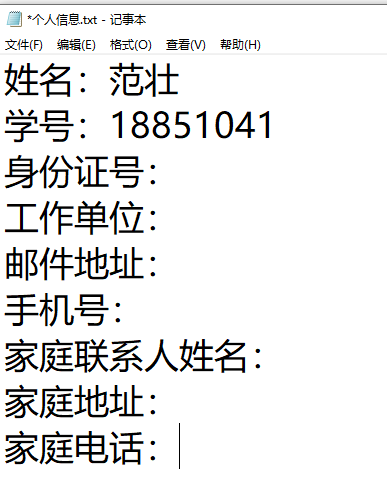 *个人信息.txt - 记事本
文件(F) 编辑(E) 格式(O) 查看(V) 帮助(H)
姓名：范壮
学号：18851041
身份证号：
工作单位：
邮件地址：
手机号：
家庭联系人姓名：
家庭地址：
家庭电话：